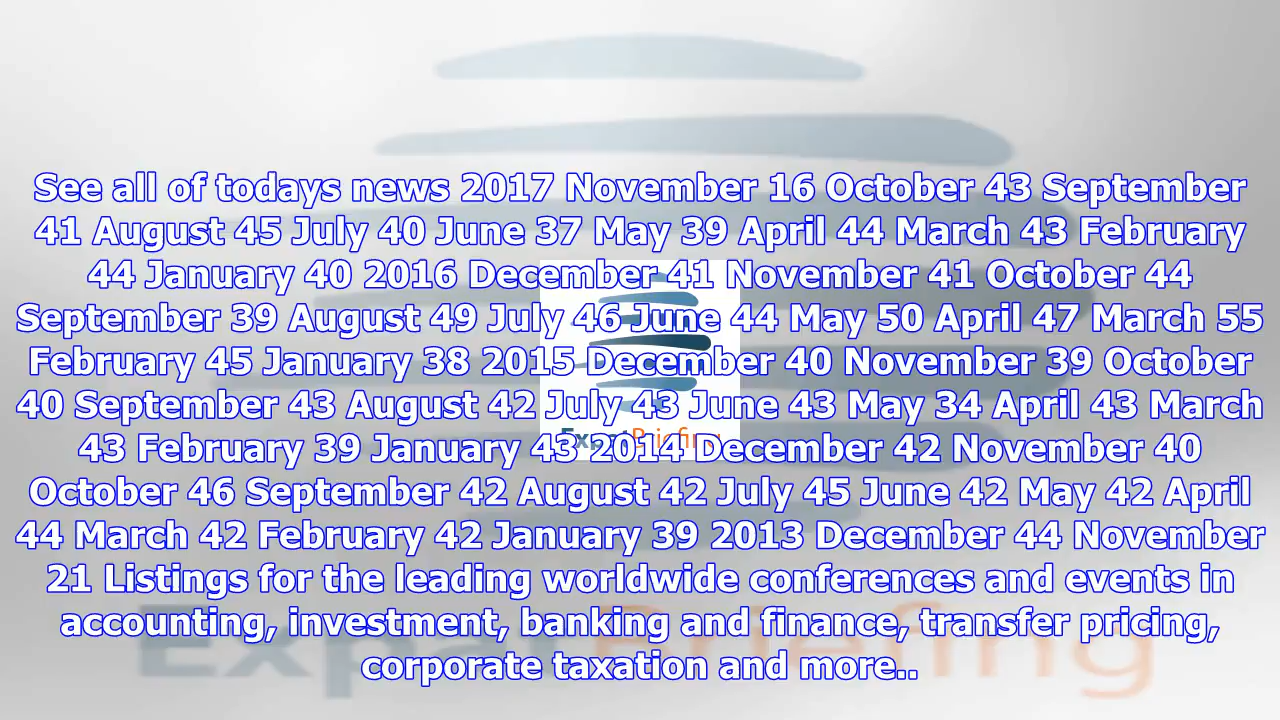 See all of todays news 2017 November 16 October 43 September
41 August 45 July 40 June 37 May 39 April 44 March 43 February
44 January 40 2016 December 41 November 41 October 44
September 39 August 49 July 46 June 44 May 50 April 47 March 55
February 45 January 38 2015 December 40 November 39 October
40 September 43 August 42 July 43 June 43 May 34 April 43 March
43 February 39 January 43 2014 December 42 November 40
October 46 September 42 August 42 July 45 June 42 May 42 April
44 March 42 February 42 January 39 2013 December 44 November
21 Listings for the leading worldwide conferences and events in
accounting, investment, banking and finance, transfer pricing,
corporate taxation and more..
ExpatBriefing
ExpatBriefing